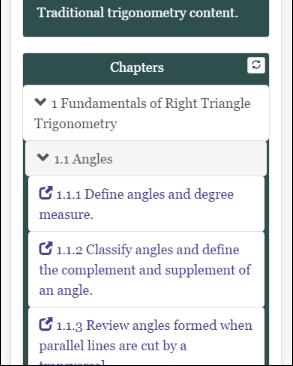 Traditional trigonometry content.
Chapters
1 Fundamentals of Right Triangle
Trigonometry
1.1 Angles
1.1.1 Define angles and degree
measure.
1.1.2 Classify angles and define
the complement and supplement of
an angle.
1.1.3 Review angles formed when
parallel lines are cut by a
transversal